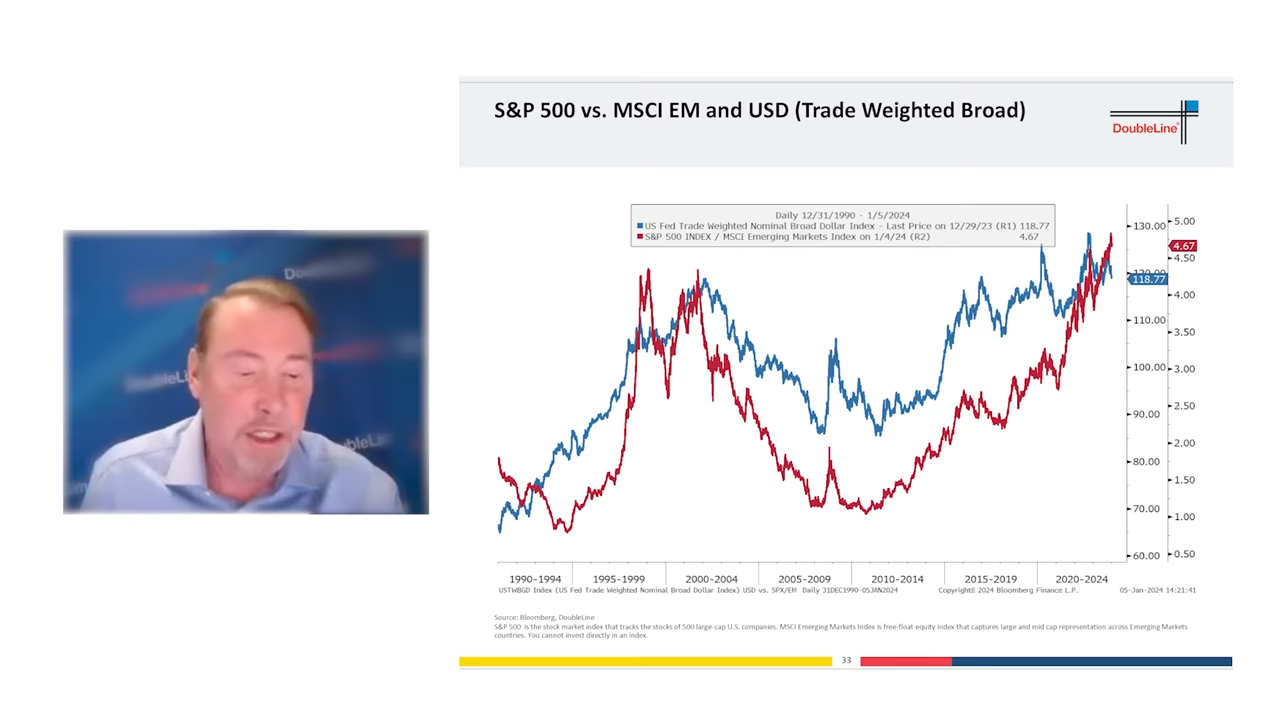 S&P 500 vs. MSCI EM and USD (Trade Weighted Broad)
DoubleLine®
Daily 12/31/1990 - 1/5/2024
US Fed Trade Weighted Nominal Broad Dollar Index - Last Price on 12/29/23 (R1) 118.77
S&P 500 INDEX / MSCI Emerging Markets Index on 1/4/24 (R2) 4.67
130.00
120.00
118.77
110.00
100.00
90.00
80.00
70.00
60.00
5.00
4.67
4.50
4.00
3.50
3.00
2.50
2.00
1.50
1.00
0.50
1990-1994 1995-1999 2000-2004 2005-2009 2010-2014 2015-2019 2020-2024
USTWBGD Index (US Fed Trade Weighted Nominal Broad Dollar Index) USD vs. SPX/EM Daily 31DEC1990-05JAN2024 Copyright© 2024 Bloomberg Finance L.P. 05-Jan-2024 14:21:41
Source: Bloomberg, DoubleLine
S&P 500 is the stock market index that tracks the stocks of 500 large-cap U.S. companies. MSCI Emerging Markets Index is free-float equity index that captures large and mid cap representation across Emerging Markets
countries. You cannot invest directly in an index.
33